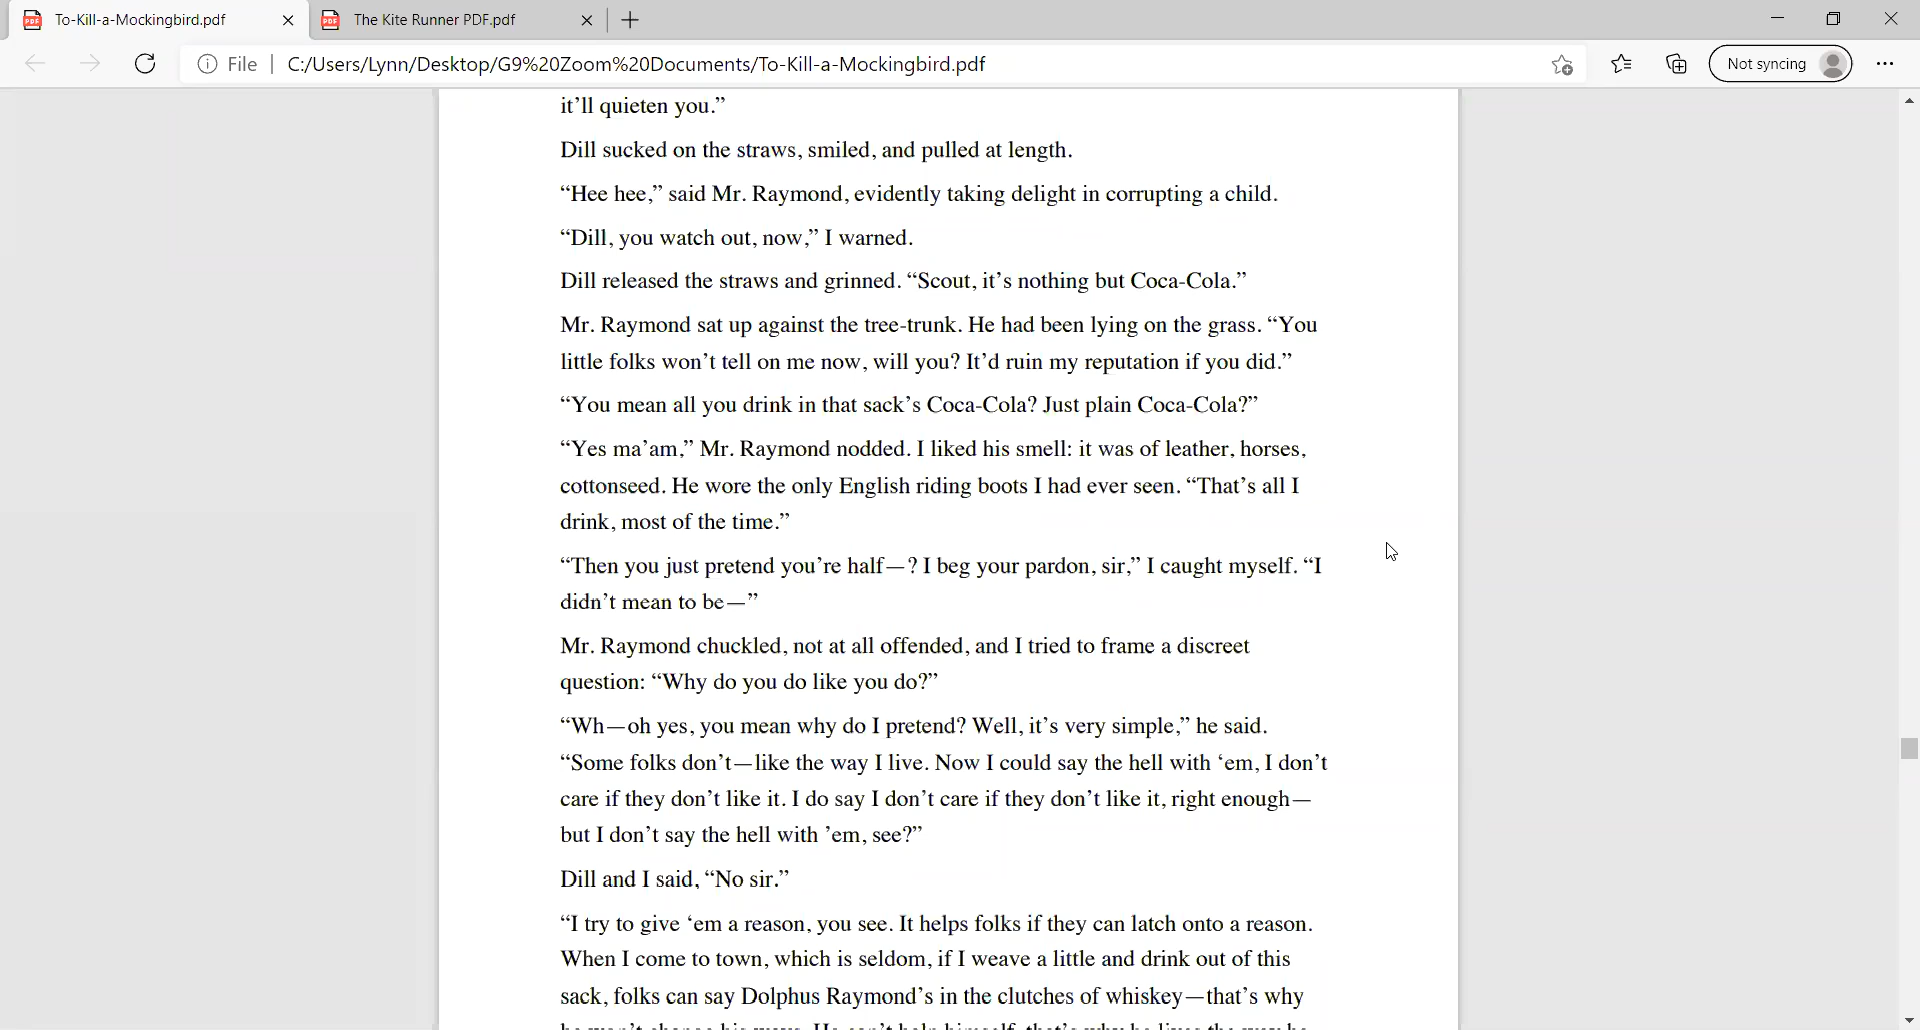 To-Kill-a-Mockingbird.pdf
The Kite Runner PDF.pdf
File
C:/Users/Lynn/Desktop/G9%20Zoom%20Documents/To-Kill-a-Mockingbird.pdf
Not syncing
it’ll quieten you.”
Dill sucked on the straws, smiled, and pulled at length.
“Hee hee,” said Mr. Raymond, evidently taking delight in corrupting a child.
“Dill, you watch out, now,” I warned.
Dill released the straws and grinned. “Scout, it’s nothing but Coca-Cola.”
Mr. Raymond sat up against the tree-trunk. He had been lying on the grass. “You
little folks won’t tell on me now, will you? It’d ruin my reputation if you did.”
“You mean all you drink in that sack’s Coca-Cola? Just plain Coca-Cola?”
“Yes ma’am,” Mr. Raymond nodded. I liked his smell: it was of leather, horses,
cottonseed. He wore the only English riding boots I had ever seen. “That’s all I
drink, most of the time.”
“Then you just pretend you’re half—? I beg your pardon, sir,” I caught myself. “I
didn’t mean to be—”
Mr. Raymond chuckled, not at all offended, and I tried to frame a discreet
question: “Why do you do like you do?”
“Wh—oh yes, you mean why do I pretend? Well, it’s very simple,” he said.
“Some folks don’t—like the way I live. Now I could say the hell with ‘em, I don’t
care if they don’t like it. I do say I don’t care if they don’t like it, right enough—
but I don’t say the hell with ’em, see?”
Dill and I said, “No sir.”
“I try to give ‘em a reason, you see. It helps folks if they can latch onto a reason.
When I come to town, which is seldom, if I weave a little and drink out of this
sack, folks can say Dolphus Raymond’s in the clutches of whiskey—that’s why